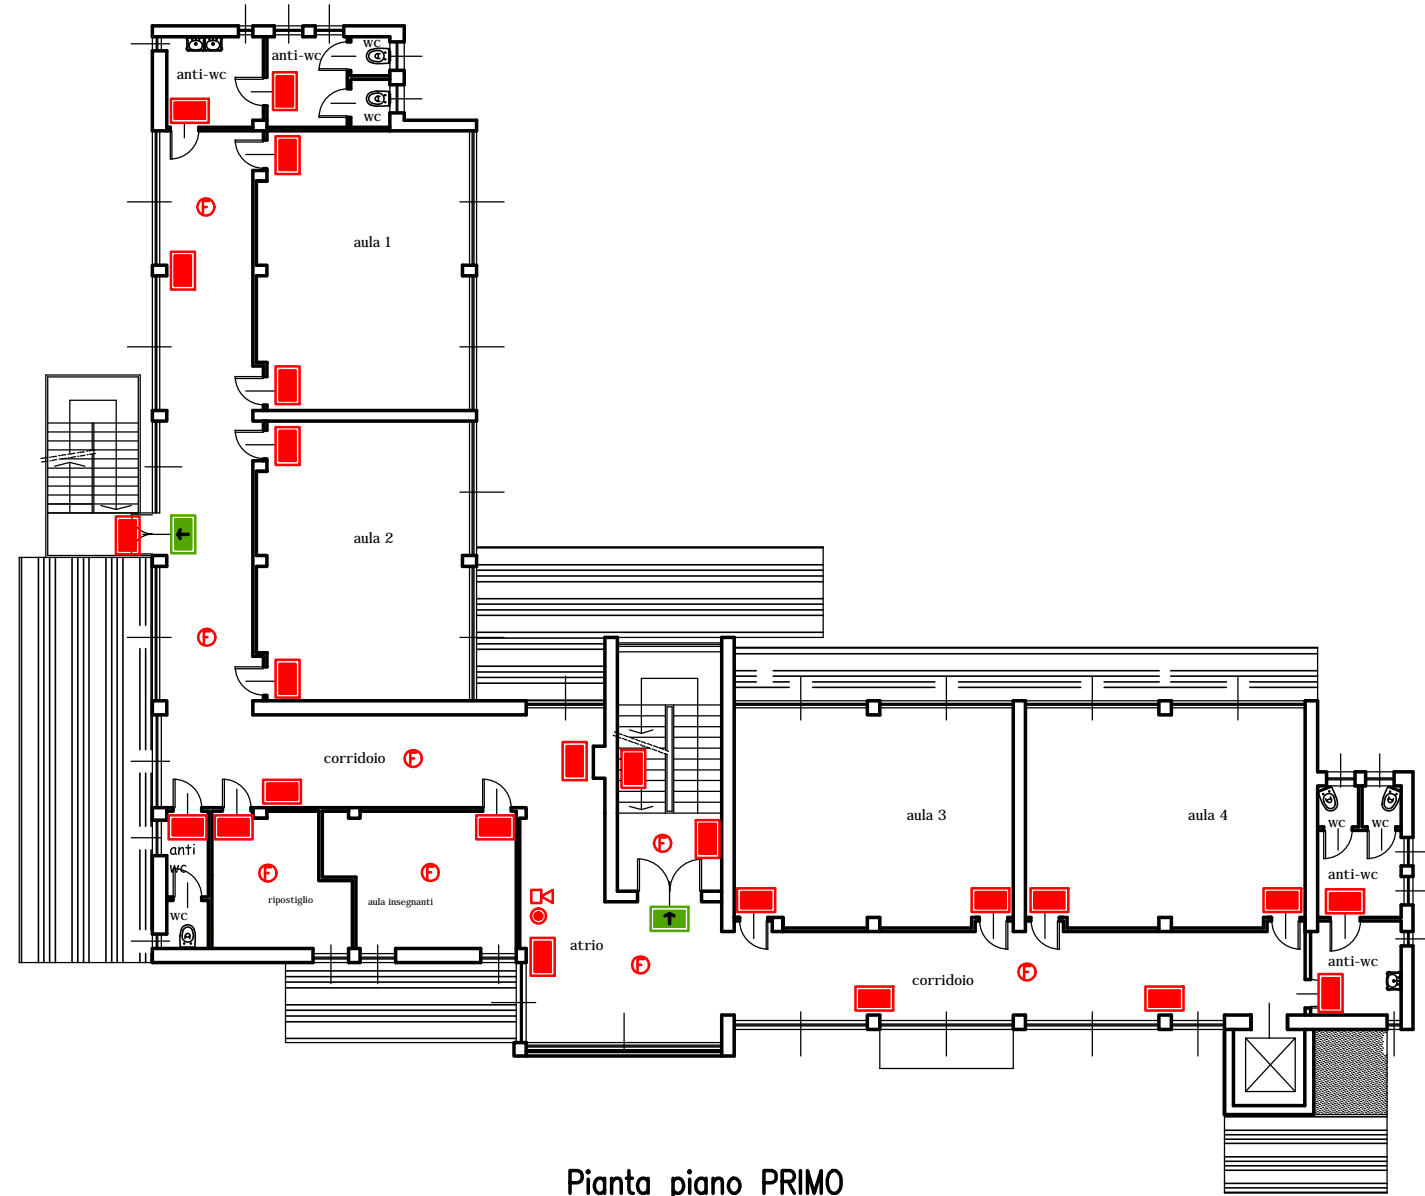 wc
anti-wc
anti-wc
wc
F
aula 1
aula 2
F
corridoio
F
aula 3
aula 4
wc
wc
anti
wc
F
F
F
ripostiglio
aula insegnanti
anti-wc
wc
atrio
F
corridoio
F
anti-wc
Pianta piano PRIMO